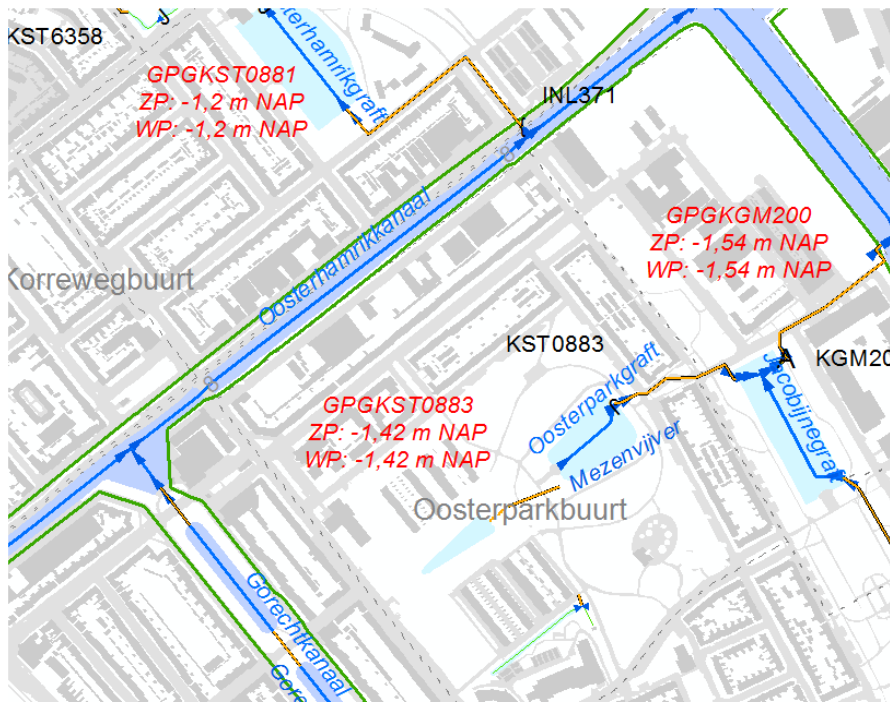 KST6358
Oosterhamrikgraft
GPGKST0881
ZP: -1,2 m NAP
WP: -1,2 m NAP
INL371
GPGKGM200
ZP: -1,54 m NAP
WP: -1,54 m NAP
Oosterhamrikkanaal
Korrewegbuurt
KST0883
KGM20
Jacobijnegraf
Oosterparkgraft
GPGKST0883
ZP: -1,42 m NAP
WP: -1,42 m NAP
Mezenvijver
Oosterparkbuurt
Gorechtkanaal
Gore